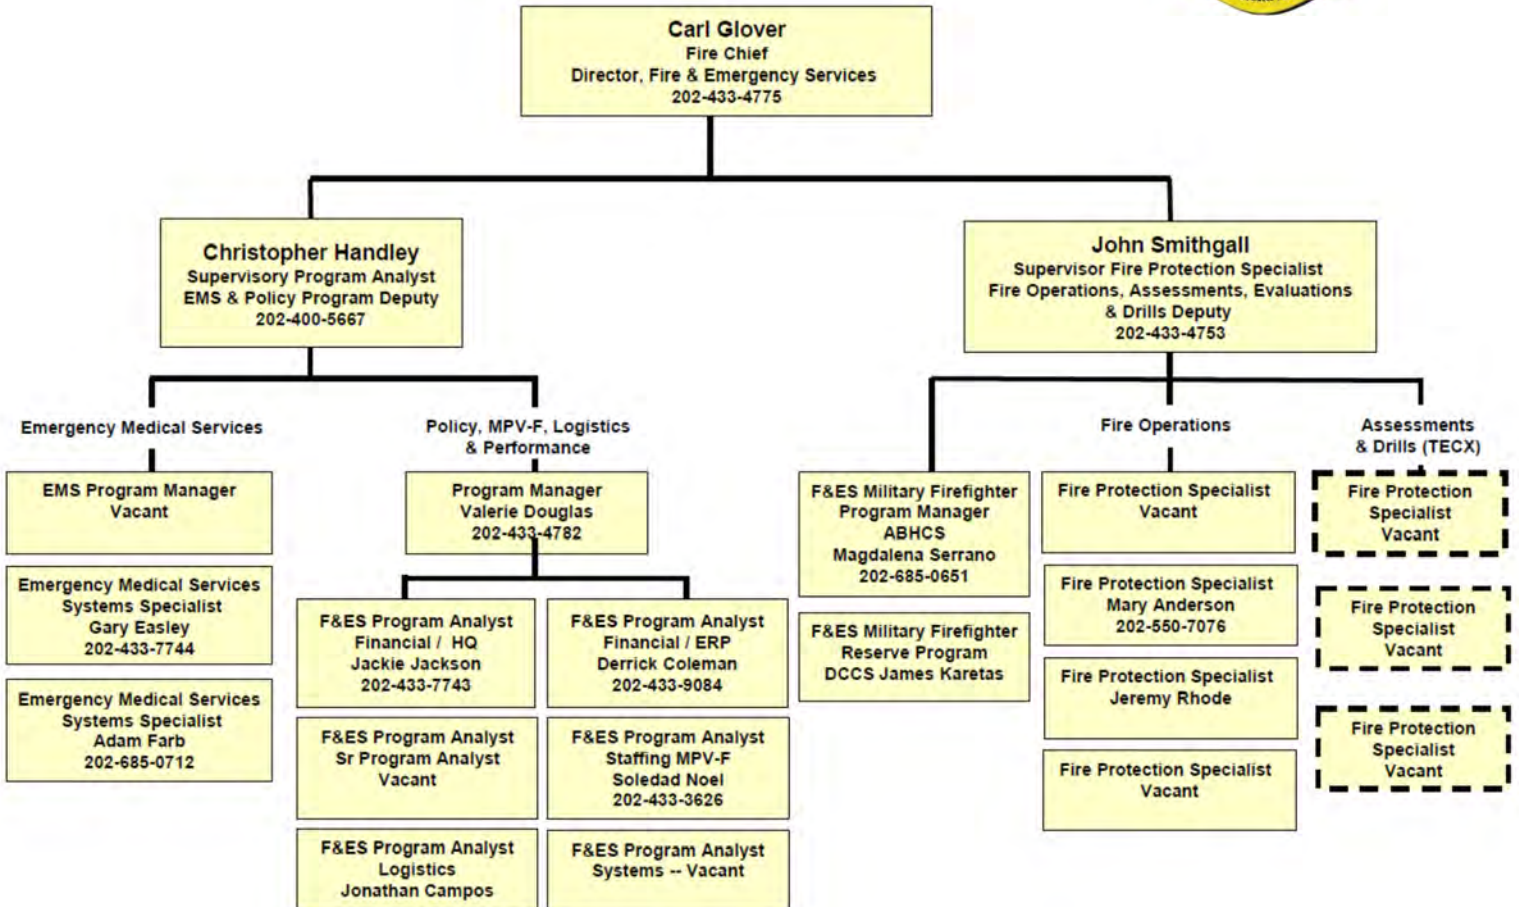 Carl Glover
Fire Chief
Director, Fire & Emergency Services
202-433-4775
Christopher Handley
Supervisory Program Analyst
EMS & Policy Program Deputy
202-400-5667
John Smithgall
Supervisor Fire Protection Specialist
Fire Operations, Assessments, Evaluations
& Drills Deputy
202-433-4753
Emergency Medical Services
EMS Program Manager
Vacant
Emergency Medical Services
Systems Specialist
Gary Easley
202-433-7744
Emergency Medical Services
Systems Specialist
Adam Farb
202-685-0712
Policy, MPV-F, Logistics
& Performance
Program Manager
Valerie Douglas
202-433-4782
F&ES Program Analyst
Financial / HQ
Jackie Jackson
202-433-7743
F&ES Program Analyst
Sr Program Analyst
Vacant
F&ES Program Analyst
Logistics
Jonathan Campos
F&ES Program Analyst
Financial / ERP
Derrick Coleman
202-433-9084
F&ES Program Analyst
Staffing MPV-F
Soledad Noel
202-433-3626
F&ES Program Analyst
Systems -- Vacant
F&ES Military Firefighter
Program Manager
ABHCS
Magdalena Serrano
202-685-0651
F&ES Military Firefighter
Reserve Program
DCCS James Karetas
Fire Operations
Fire Protection Specialist
Vacant
Fire Protection Specialist
Mary Anderson
202-550-7076
Fire Protection Specialist
Jeremy Rhode
Fire Protection Specialist
Vacant
Assessments
& Drills (TECX)
Fire Protection
Specialist
Vacant
Fire Protection
Specialist
Vacant
Fire Protection
Specialist
Vacant